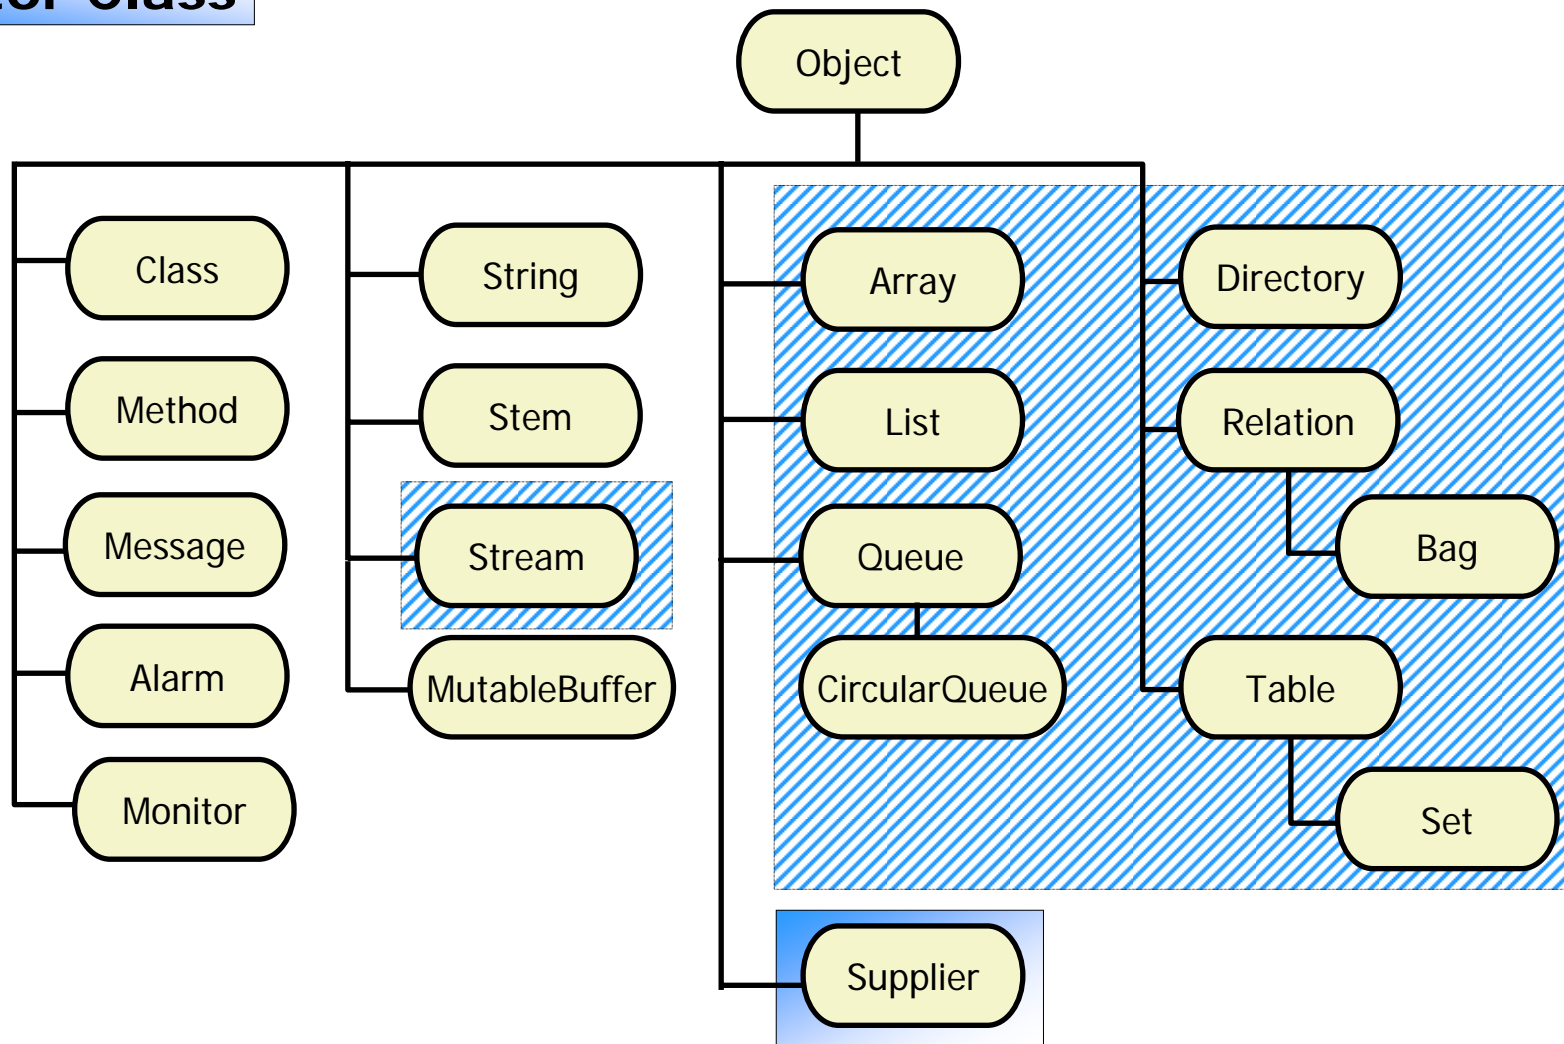 Class
Object
Class
Method
Message
Alarm
Monitor
String
Stem
Stream
MutableBuffer
Array
List
Queue
CircularQueue
Supplier
Directory
Relation
Bag
Table
Set